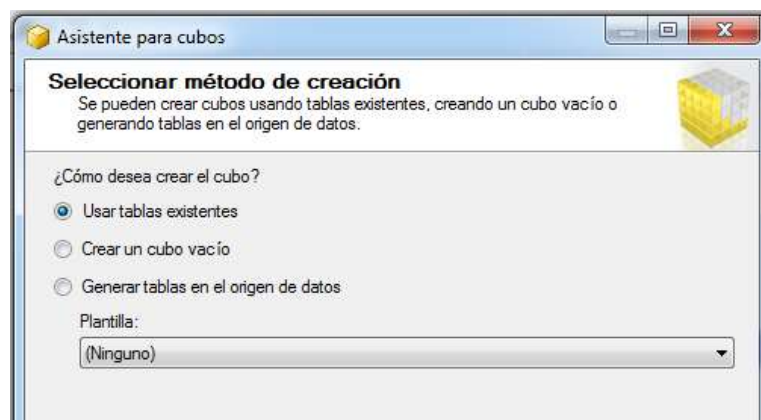 Asistente para cubos
Seleccionar método de creación
Se pueden crear cubos usando tablas existentes, creando un cubo vacío o
generando tablas en el origen de datos.
¿Cómo desea crear el cubo?
Usar tablas existentes
Crear un cubo vacío
Generar tablas en el origen de datos
Plantilla:
(Ninguno)